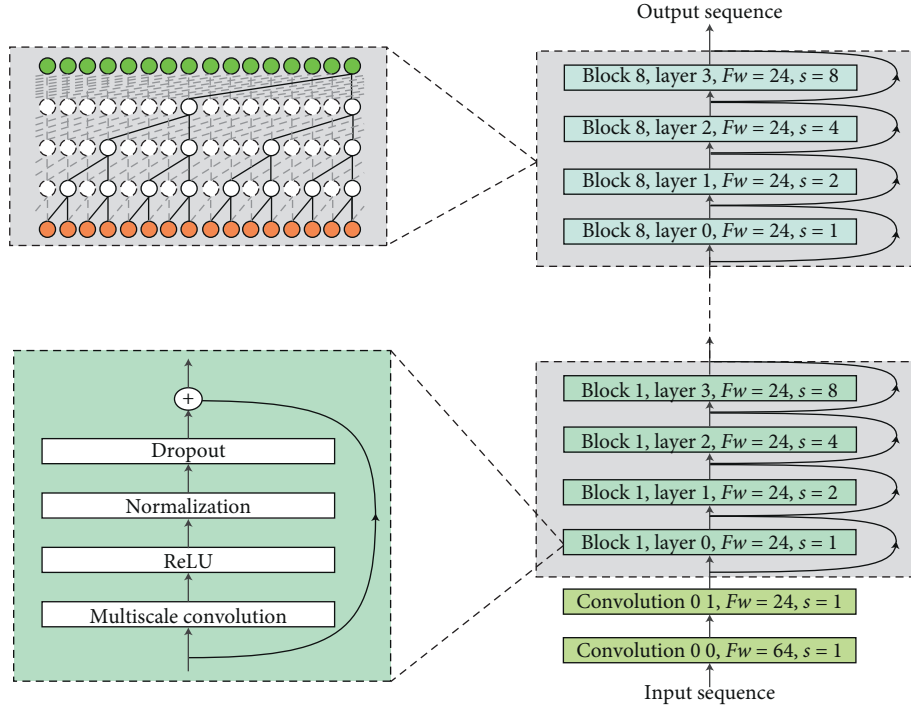 Output sequence
Block 8, layer 3, Fw = 24, s = 8
Block 8, layer 2, Fw = 24, s = 4
Block 8, layer 1, Fw = 24, s = 2
Block 8, layer 0, Fw = 24, s = 1
Block 1, layer 3, Fw = 24, s = 8
Block 1, layer 2, Fw = 24, s = 4
Block 1, layer 1, Fw = 24, s = 2
Block 1, layer 0, Fw = 24, s = 1
Convolution 0 1, Fw = 24, s = 1
Convolution 0 0, Fw = 64, s = 1
Input sequence
+
Dropout
Normalization
ReLU
Multiscale convolution